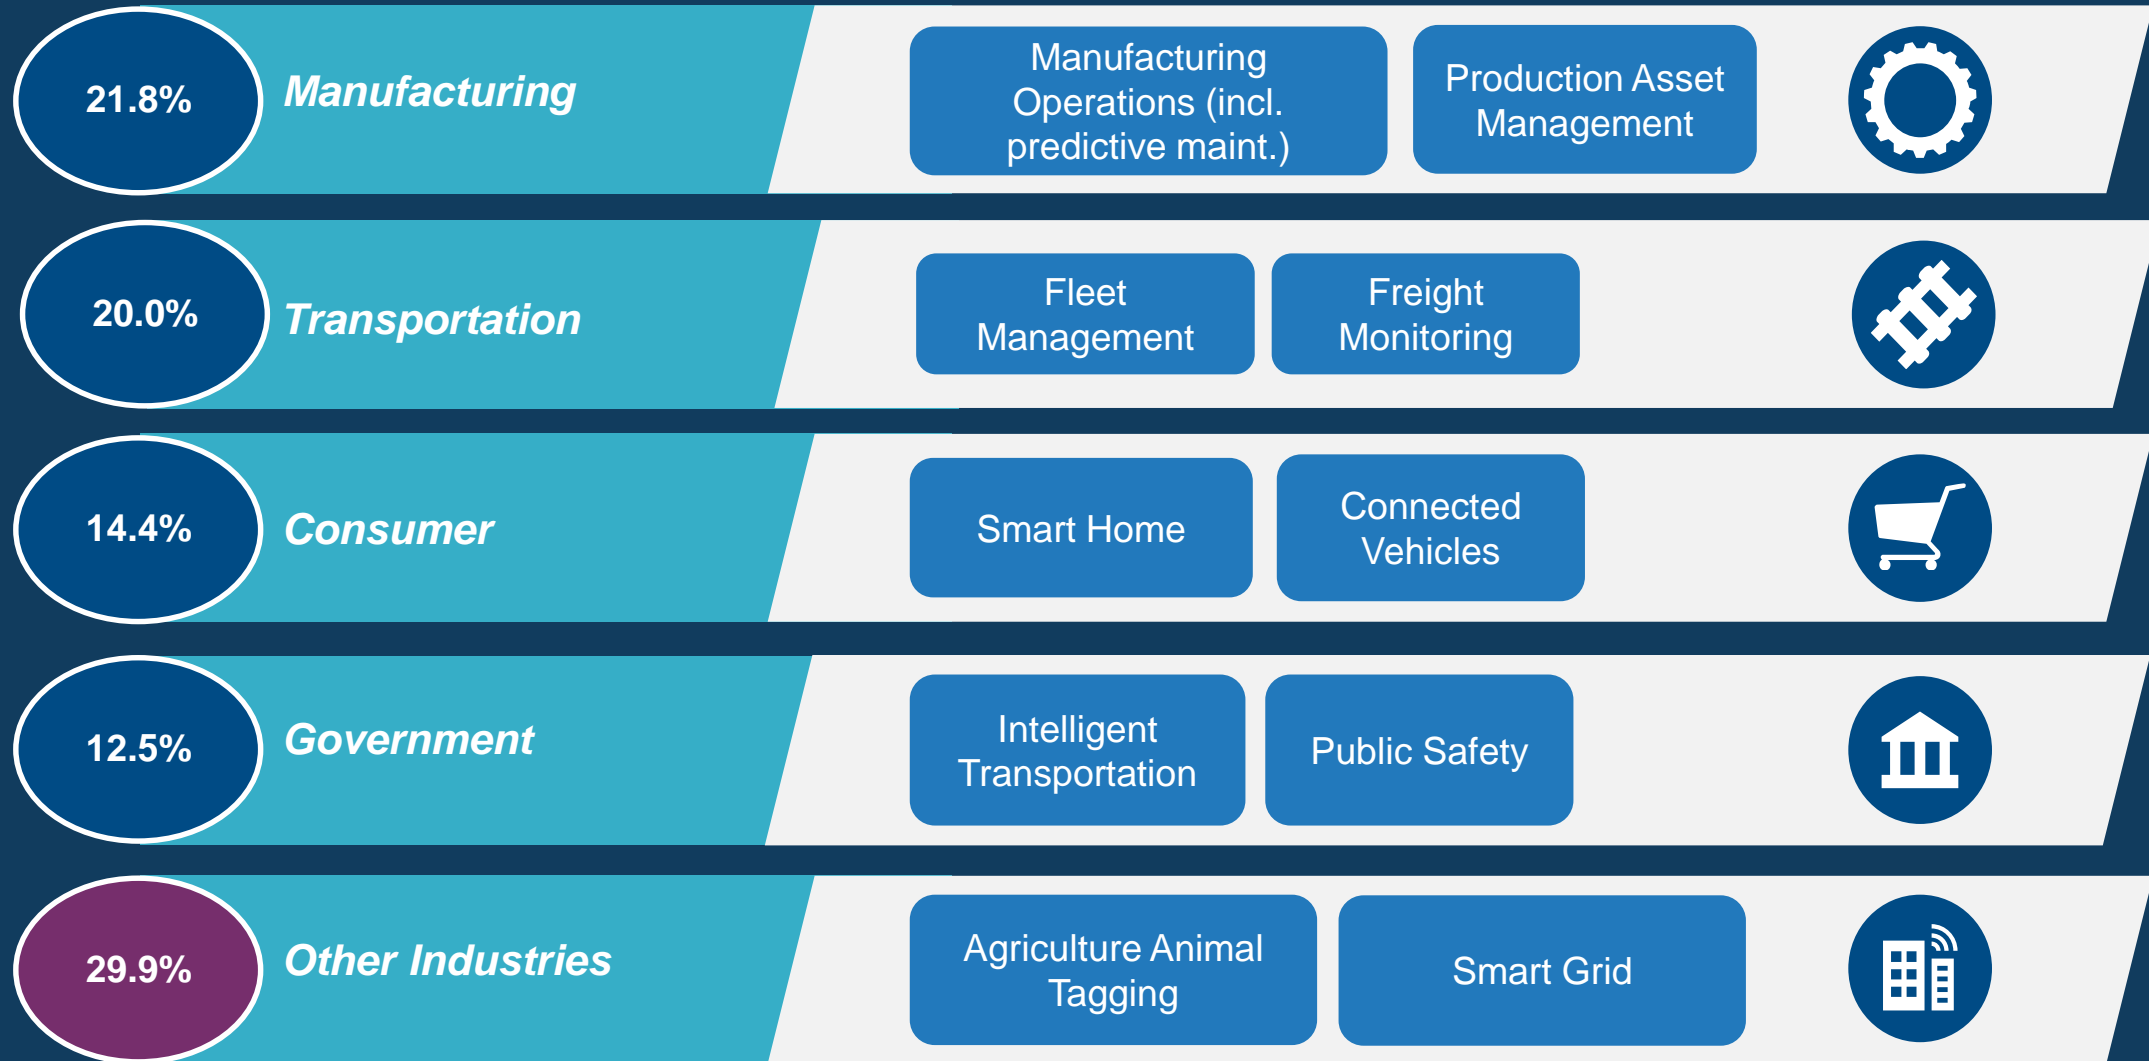 21.8%
Manufacturing
Manufacturing
Operations (incl.
predictive maint.)
Production Asset
Management
20.0%
Transportation
Fleet
Management
Freight
Monitoring
14.4%
Consumer
Smart Home
Connected
Vehicles
12.5%
Government
Intelligent
Transportation
Public Safety
29.9%
Other Industries
Agriculture Animal
Tagging
Smart Grid